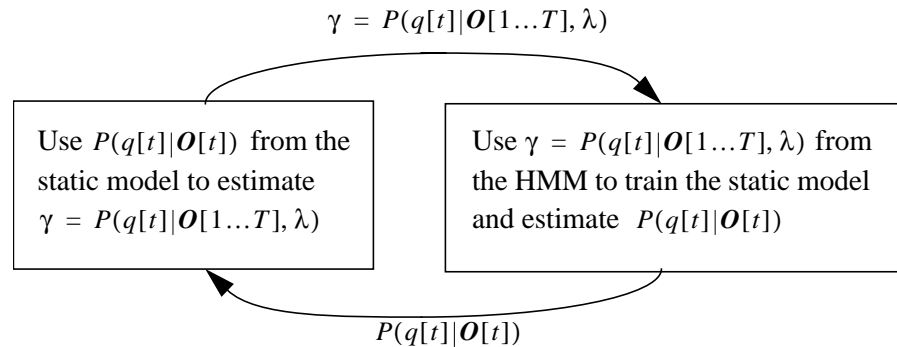 γ = P(q[t]|O[1…T], λ)
Use P(q[t]|O[t]) from the
static model to estimate
γ = P(q[t]|O[1…T], λ)
Use γ = P(q[t]|O[1…T], λ) from
the HMM to train the static model
and estimate P(q[t]|O[t])
P(q[t]|O[t])